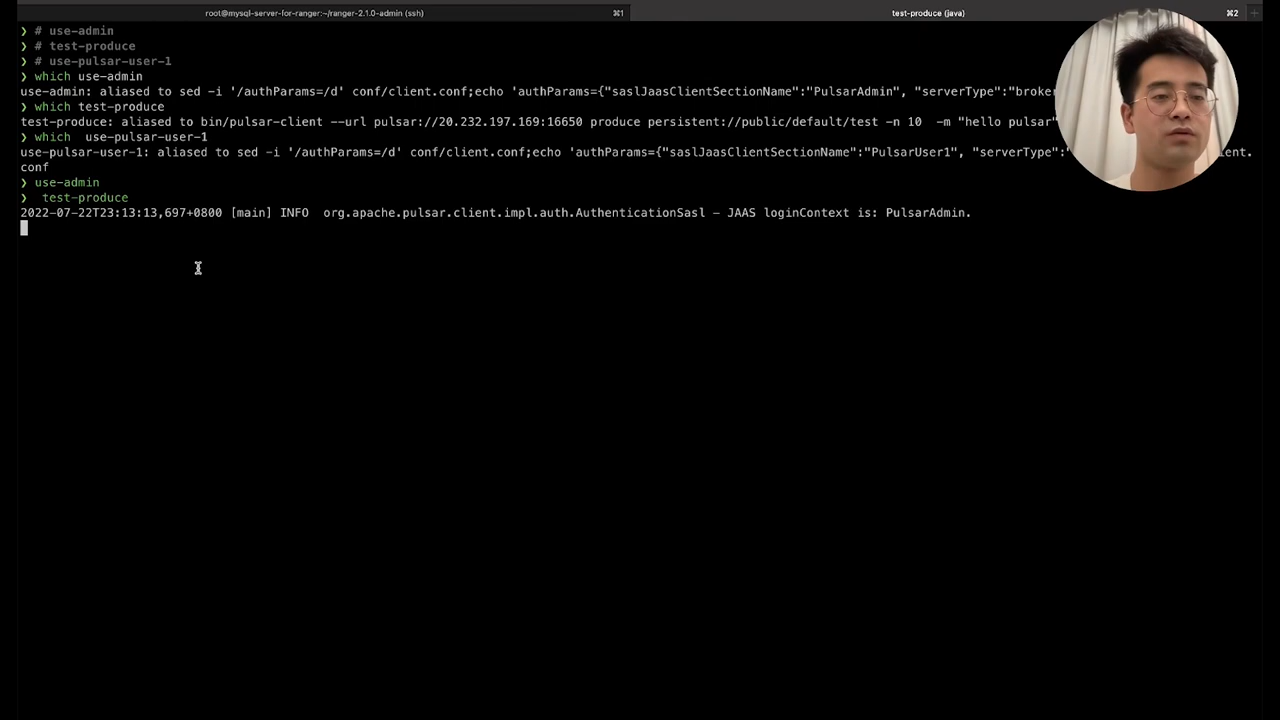 root@mysql-server-for-ranger:~/ranger-2.1.0-admin (ssh) ⌘1 test-produce (java) ⌘2 +
❯ # use-admin
❯ # test-produce
❯ # use-pulsar-user-1
❯ which use-admin
use-admin: aliased to sed -i '/authParams=/d' conf/client.conf;echo 'authParams={"saslJaasClientSectionName":"PulsarAdmin", "serverType":"broker
❯ which test-produce
test-produce: aliased to bin/pulsar-client --url pulsar://20.232.197.169:16650 produce persistent://public/default/test -n 10  -m "hello pulsar"
❯ which  use-pulsar-user-1
use-pulsar-user-1: aliased to sed -i '/authParams=/d' conf/client.conf;echo 'authParams={"saslJaasClientSectionName":"PulsarUser1", "serverType":" client.
conf
❯ use-admin
❯  test-produce
2022-07-22T23:13:13,697+0800 [main] INFO  org.apache.pulsar.client.impl.auth.AuthenticationSasl – JAAS loginContext is: PulsarAdmin.